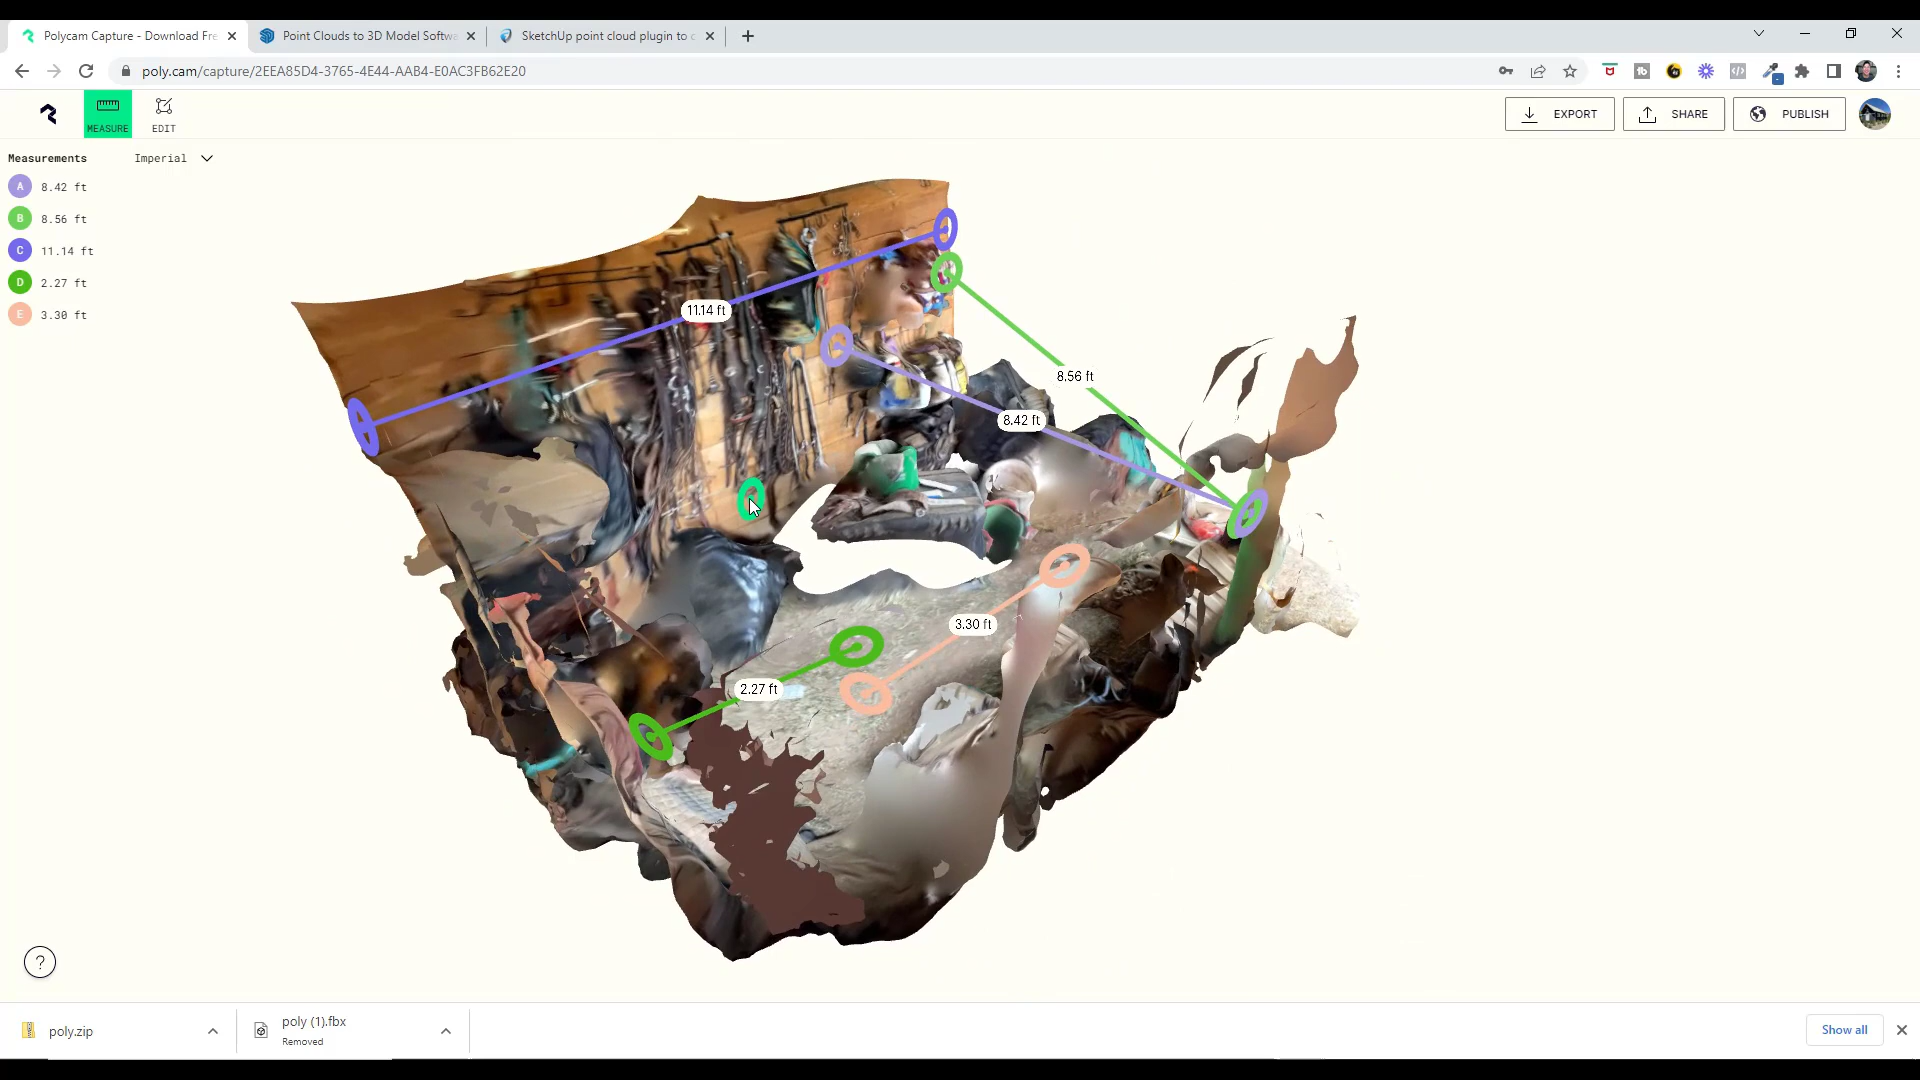 Polycam Capture - Download Fre
Point Clouds to 3D Model Softwa
SketchUp point cloud plugin to c
poly.cam/capture/2EEA85D4-3765-4E44-AAB4-E0AC3FB62E20
MEASURE
EDIT
EXPORT
SHARE
PUBLISH
Measurements
Imperial
A 8.42 ft
B 8.56 ft
C 11.14 ft
D 2.27 ft
E 3.30 ft
11.14 ft
8.56 ft
8.42 ft
3.30 ft
2.27 ft
?
poly.zip
poly (1).fbx
Removed
Show all